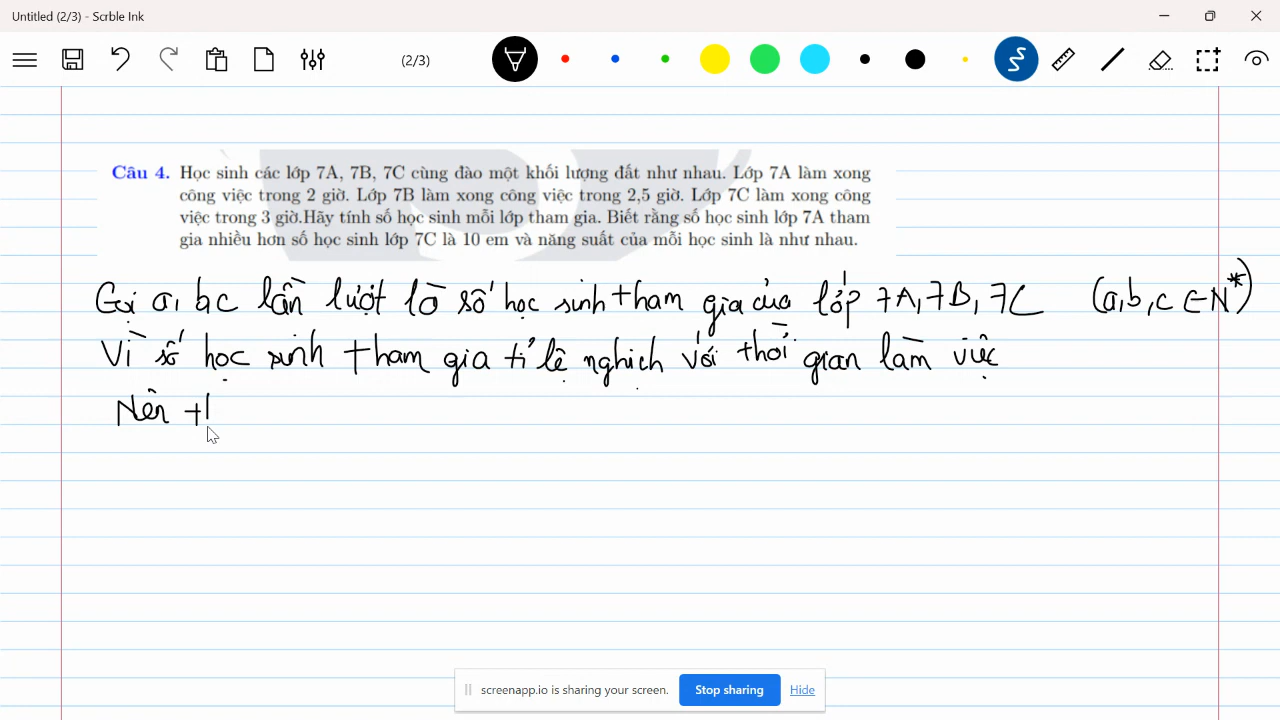 Untitled (2/3) - Scrble Ink
(2/3)
Câu 4. Học sinh các lớp 7A, 7B, 7C cùng đào một khối lượng đất như nhau. Lớp 7A làm xong
công việc trong 2 giờ. Lớp 7B làm xong công việc trong 2,5 giờ. Lớp 7C làm xong công
việc trong 3 giờ.Hãy tính số học sinh mỗi lớp tham gia. Biết rằng số học sinh lớp 7A tham
gia nhiều hơn số học sinh lớp 7C là 10 em và năng suất của mỗi học sinh là như nhau.
Gọi a, b c lần lượt là số học sinh tham gia của lớp 7A, 7B, 7C (a,b,c ∈ N*)
Vì số học sinh tham gia tỉ lệ nghịch với thời gian làm việc
Nên
screenapp.io is sharing your screen.
Stop sharing
Hide